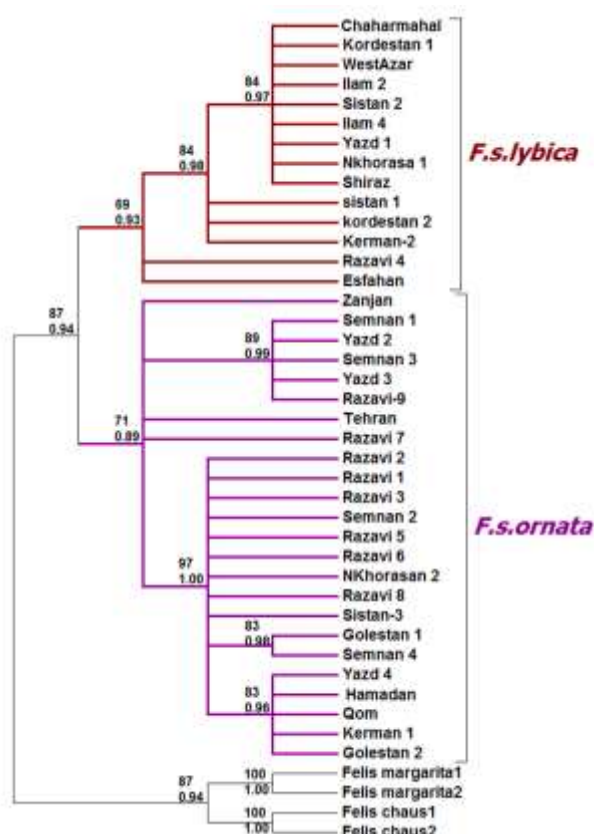 Chaharmahal
Kordestan 1
WestAzar
84
Ilam 2
0.97
Sistan 2
Ilam 4
Yazd 1
84
Nkhorasa 1
0.98
Shiraz
F.s.lybica
sistan 1
69
0.93
kordestan 2
Kerman-2
Razavi 4
Esfahan
Zanjan
87
0.94
Semnan 1
89
Yazd 2
0.99
Semnan 3
Yazd 3
Razavi-9
71
Tehran
0.89
Razavi 7
Razavi 2
Razavi 1
Razavi 3
Semnan 2
F.s.ornata
Razavi 5
97
Razavi 6
1.00
NKhorasan 2
Razavi 8
Sistan-3
83
Golestan 1
0.98
Semnan 4
83
Yazd 4
0.96
Hamadan
Qom
Kerman 1
Golestan 2
87
0.94
100
Felis margarita1
1.00
Felis margarita2
100
Felis chaus1
1.00
Felis chaus2